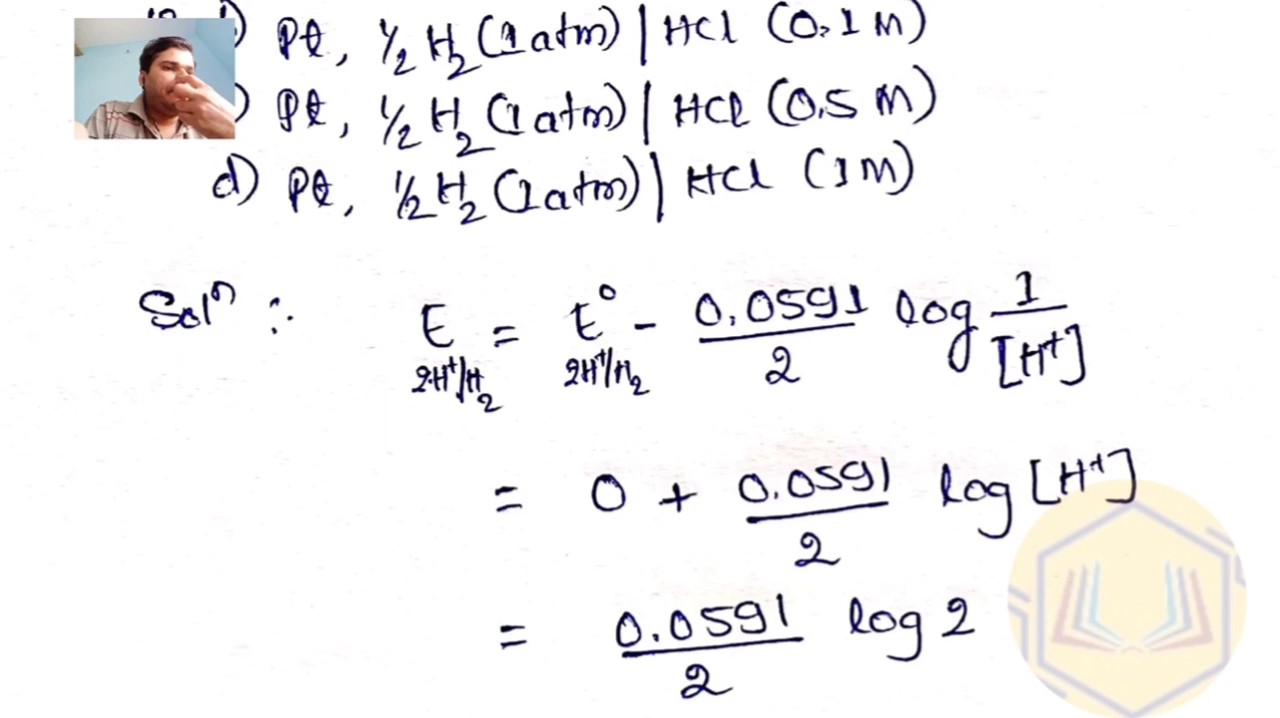 Pt, 1/2 H2 (1 atm) | HCl (0.1 M)
) Pt, 1/2 H2 (1 atm) | HCl (0.5 M)
d) Pt, 1/2 H2 (1 atm) | HCl (1M)
Solⁿ : E 2H⁺/H2 = E° 2H⁺/H2 - 0.0591/2 log 1/[H⁺]
= 0 + 0.0591/2 log [H⁺]
= 0.0591/2 log 2